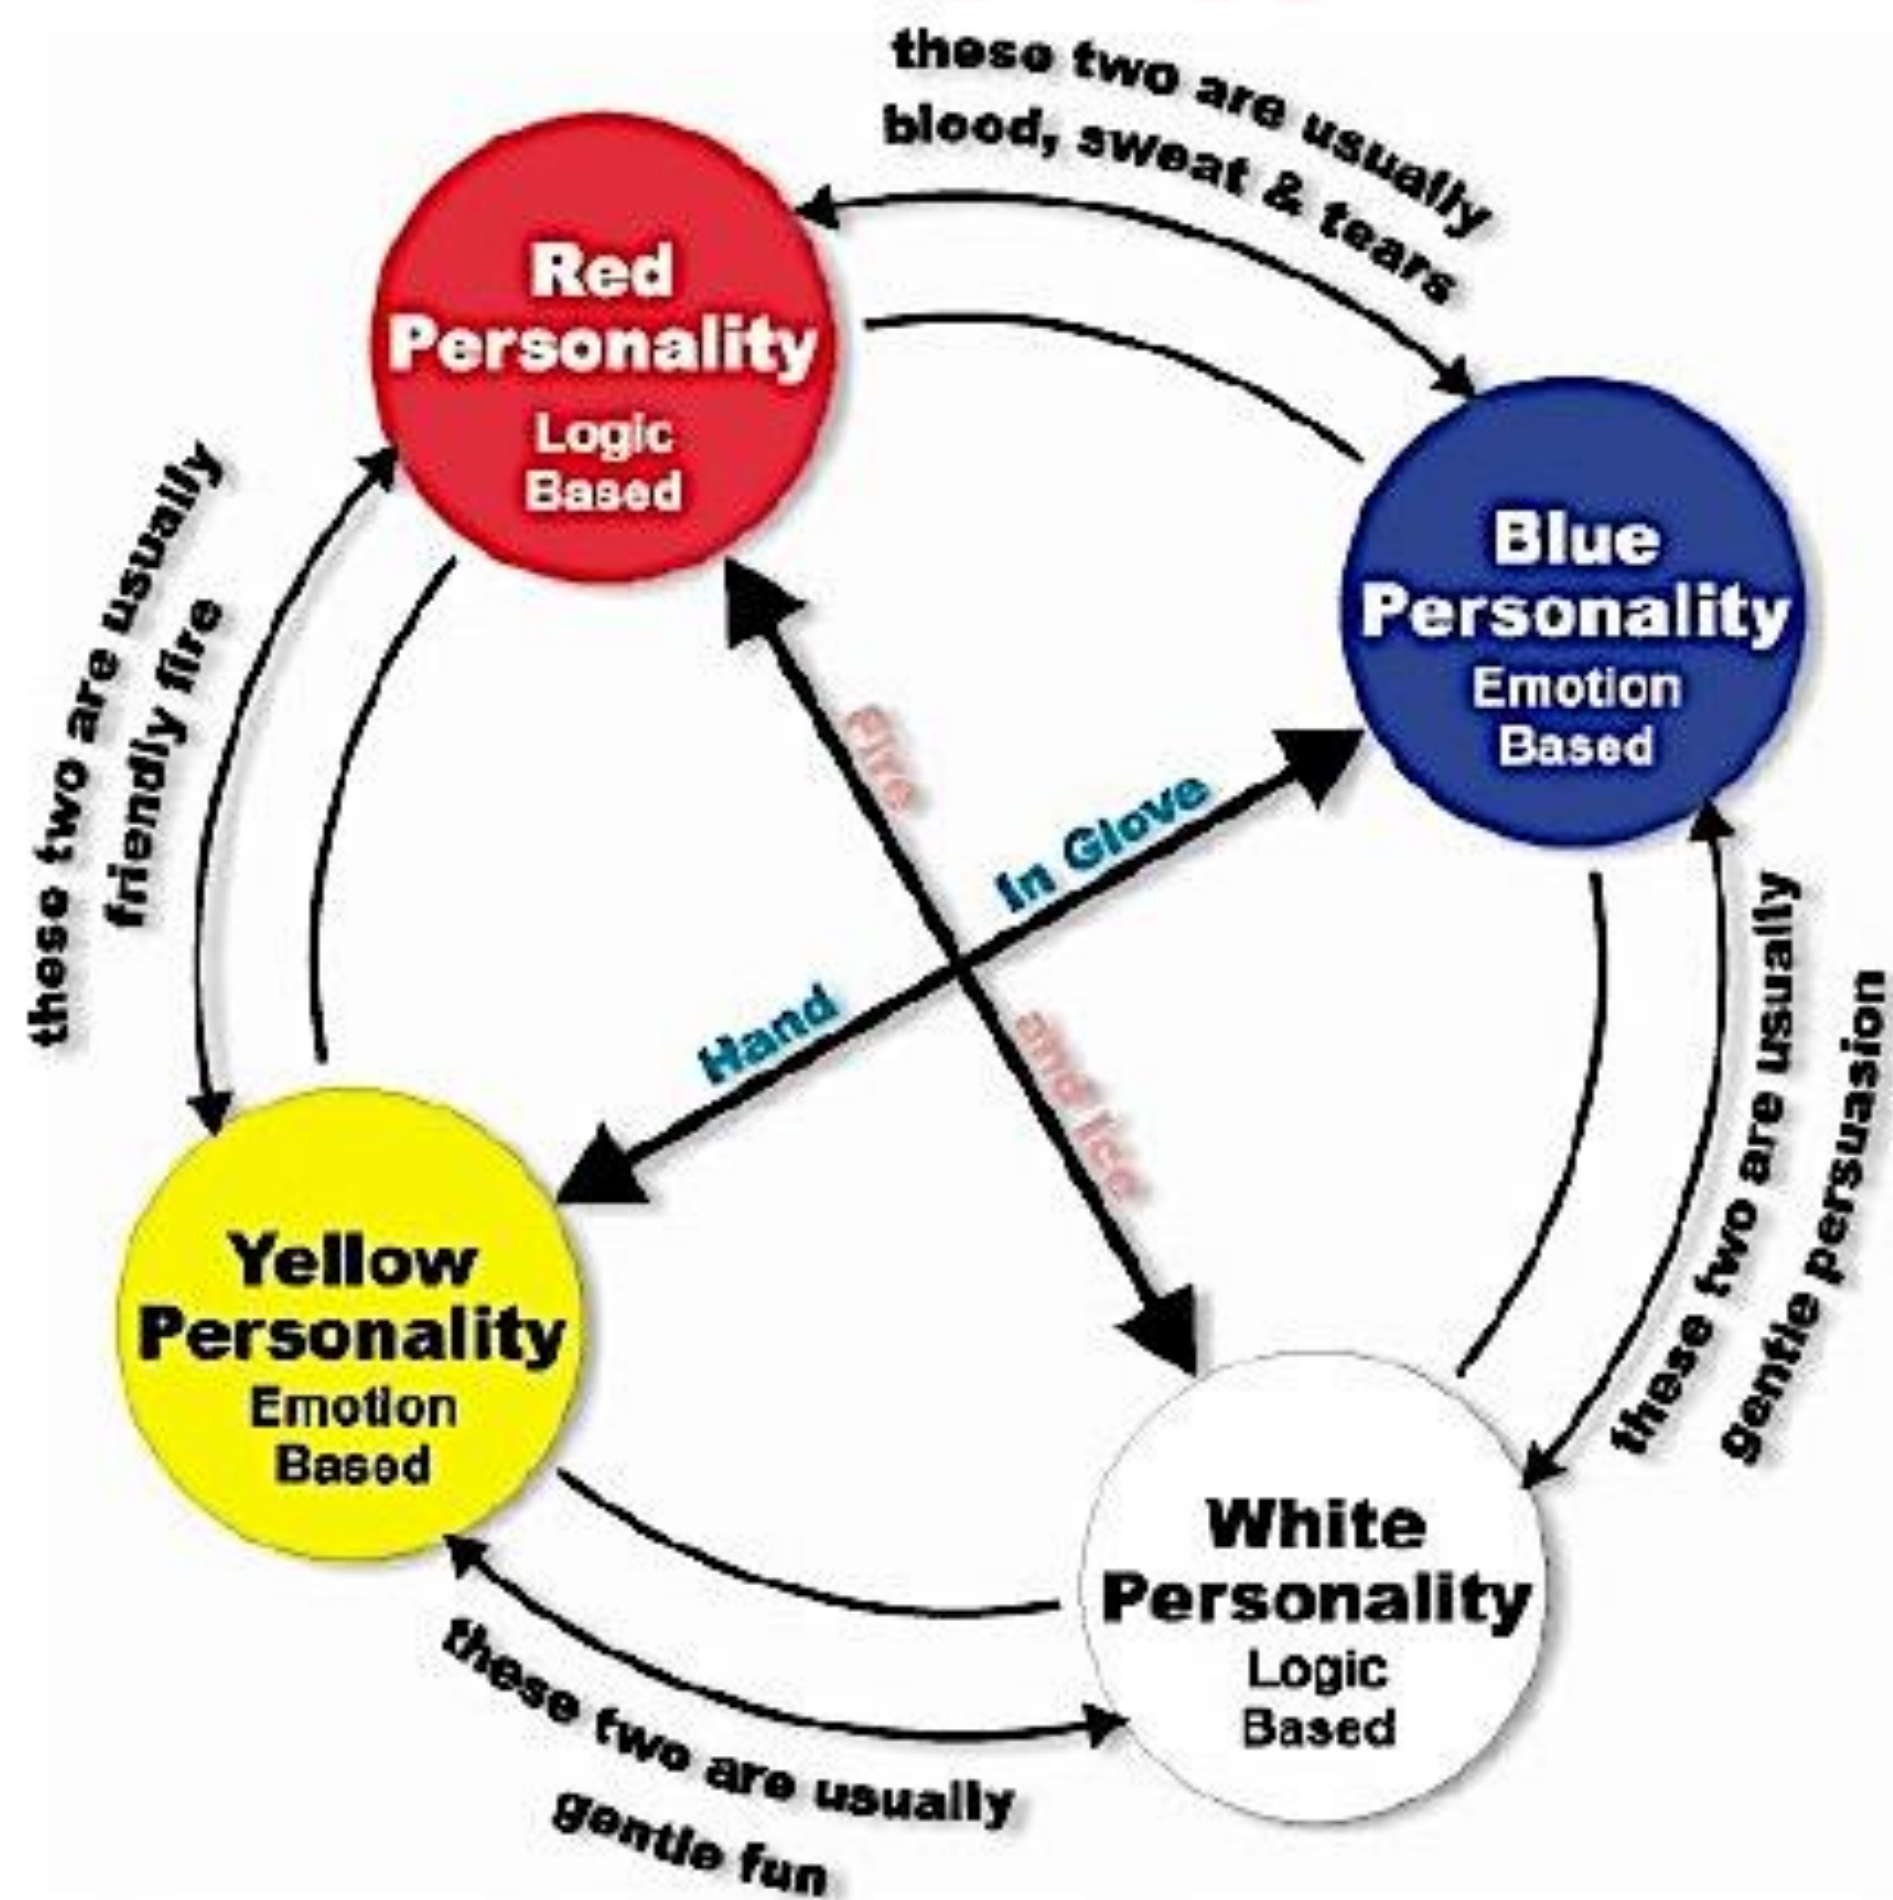 these two are usually
blood, sweat & tears
Red
Personality
Logic
Based
Blue
Personality
Emotion
Based
these two are usually
friendly fire
Fire
and Ice
Hand
In Glove
these two are usually
gentle persuasion
Yellow
Personality
Emotion
Based
White
Personality
Logic
Based
these two are usually
gentle fun